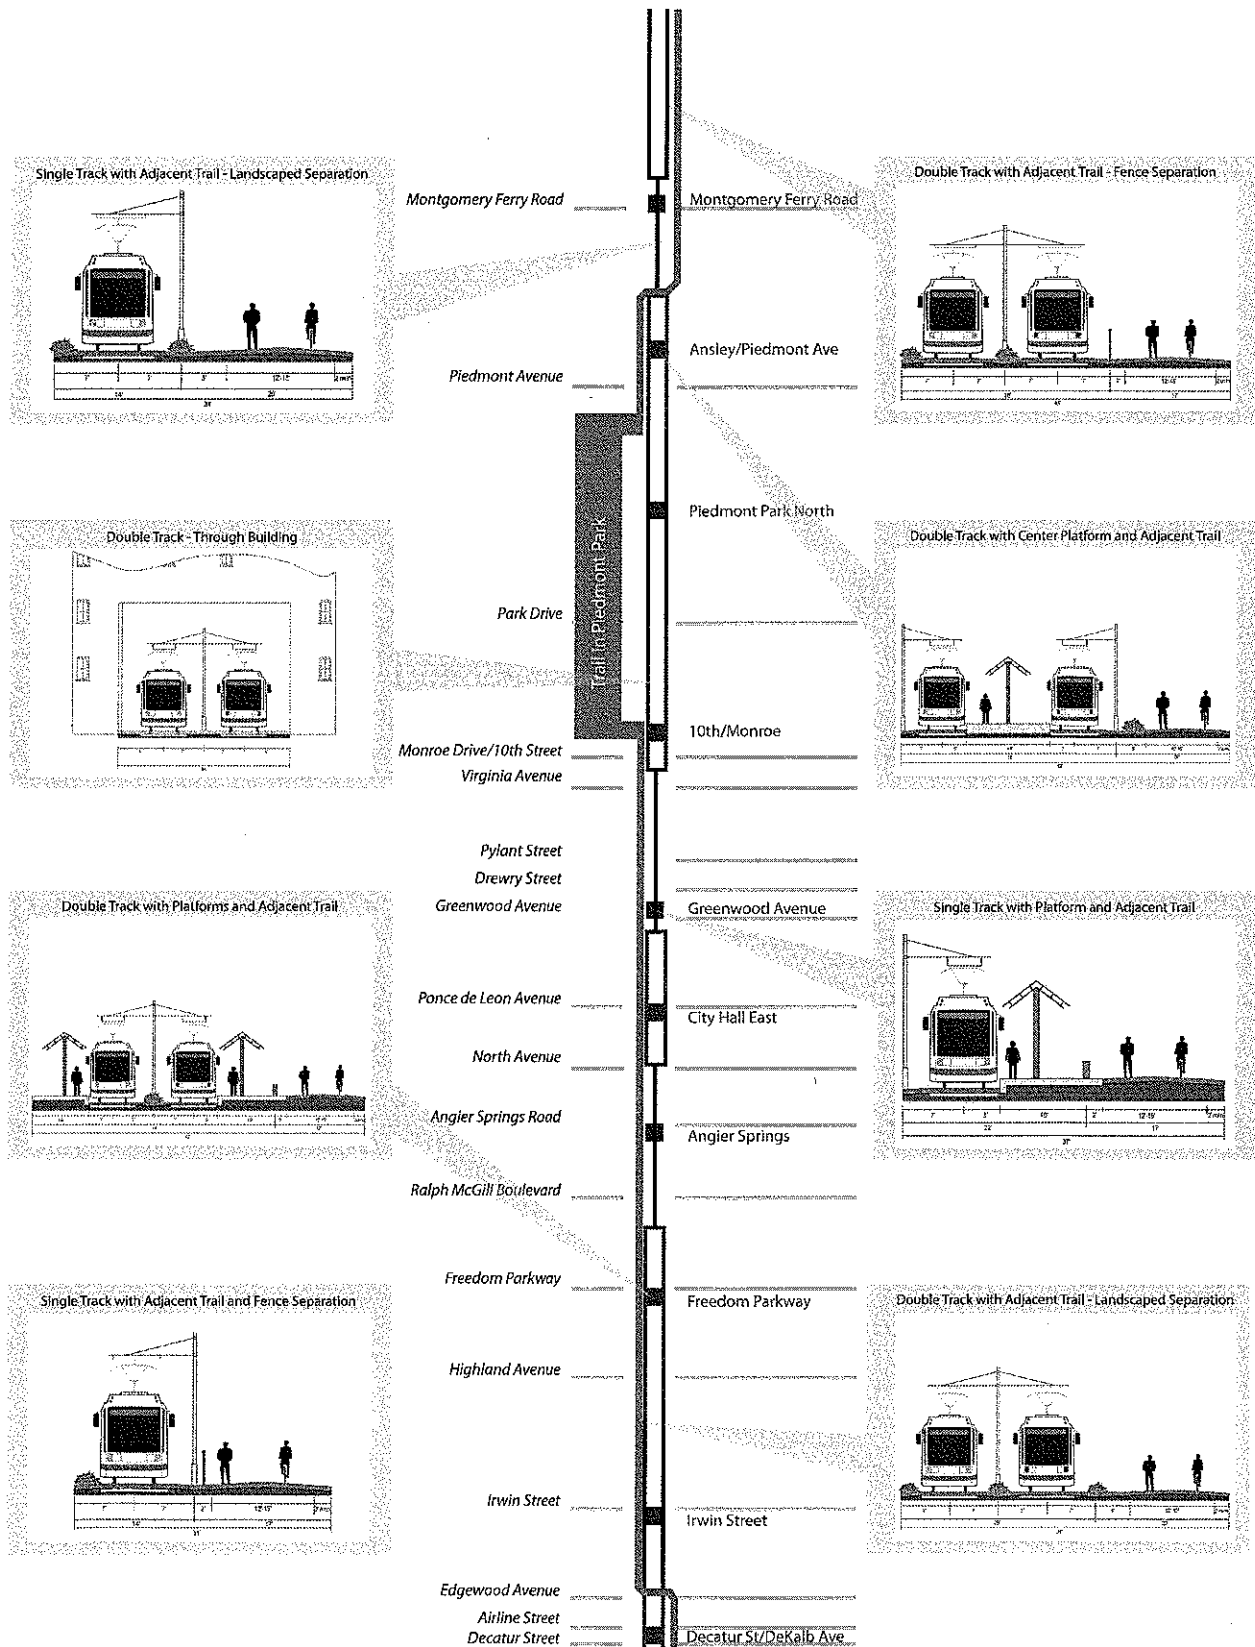 Single Track with Adjacent Trail - Landscaped Separation
Double Track with Adjacent Trail - Fence Separation
Montgomery Ferry Road
Montgomery Ferry Road
Ansley/Piedmont Ave
Piedmont Avenue
Piedmont Park North
Trail in Piedmont Park
Double Track - Through Building
Double Track with Center Platform and Adjacent Trail
Park Drive
10th/Monroe
Monroe Drive/10th Street
Virginia Avenue
Pylant Street
Drewry Street
Greenwood Avenue
Greenwood Avenue
Double Track with Platforms and Adjacent Trail
Single Track with Platform and Adjacent Trail
Ponce de Leon Avenue
City Hall East
North Avenue
Angier Springs Road
Angier Springs
Ralph McGill Boulevard
Freedom Parkway
Freedom Parkway
Single Track with Adjacent Trail and Fence Separation
Double Track with Adjacent Trail - Landscaped Separation
Highland Avenue
Irwin Street
Irwin Street
Edgewood Avenue
Airline Street
Decatur Street
Decatur St/DeKalb Ave